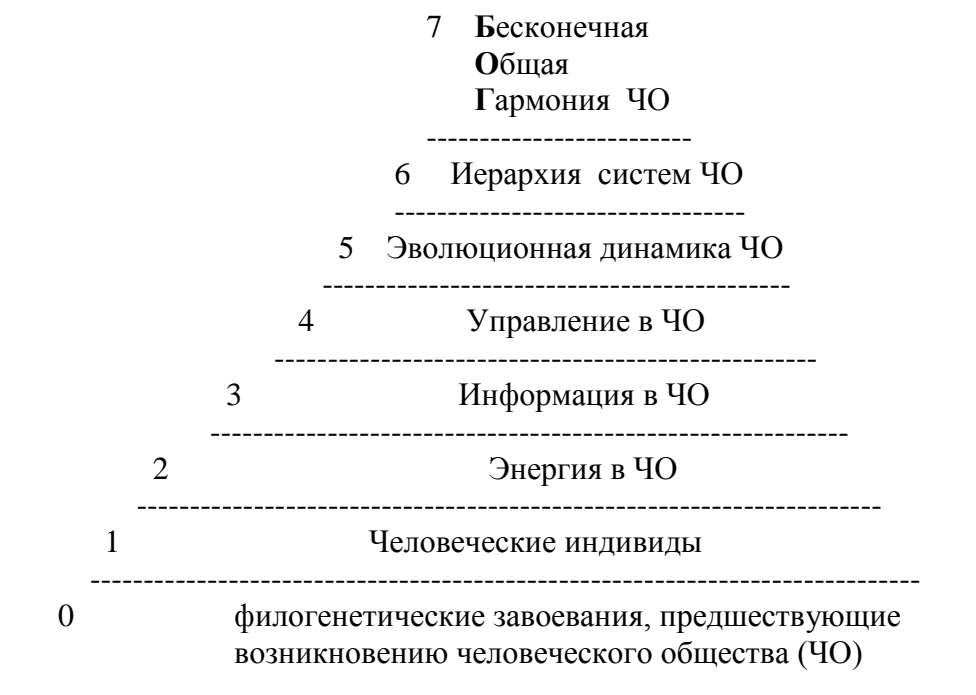 7 Бесконечная
Общая
Гармония ЧО
-------------------------
6 Иерархия систем ЧО
---------------------------------
5 Эволюционная динамика ЧО
--------------------------------------------
4 Управление в ЧО
---------------------------------------------------
3 Информация в ЧО
------------------------------------------------------------
2 Энергия в ЧО
----------------------------------------------------------------------
1 Человеческие индивиды
------------------------------------------------------------------------------
0 филогенетические завоевания, предшествующие
возникновению человеческого общества (ЧО)